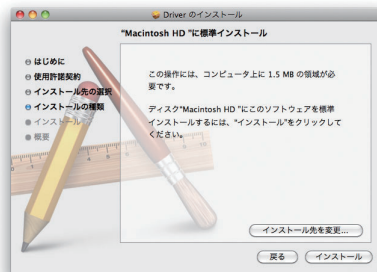 Driver のインストール
"Macintosh HD "に標準インストール
はじめに
使用許諾契約
インストール先の選択
インストールの種類
インストール
概要
この操作には、コンピュータ上に 1.5 MB の領域が必
要です。
ディスク"Macintosh HD "にこのソフトウェアを標準
インストールするには、"インストール"をクリックして
ください。
インストール先を変更...
戻る
インストール